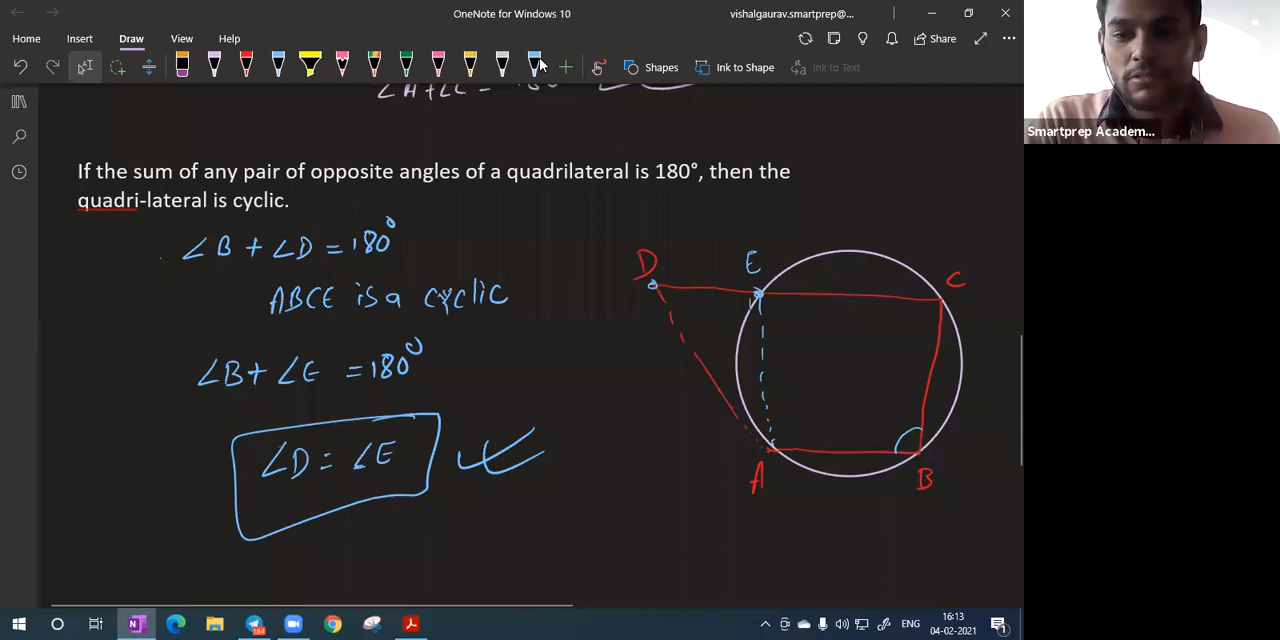 OneNote for Windows 10
vishalgaurav.smartprep@...
Home Insert Draw View Help
Share
Shapes
Ink to Shape
Ink to Text
Smartprep Academ...
If the sum of any pair of opposite angles of a quadrilateral is 180°, then the
quadri-lateral is cyclic.
∠B + ∠D = 180°
ABCE is a cyclic
∠B + ∠E = 180°
∠D = ∠E
D
E
C
A
B
184
ENG
16:13
04-02-2021
1